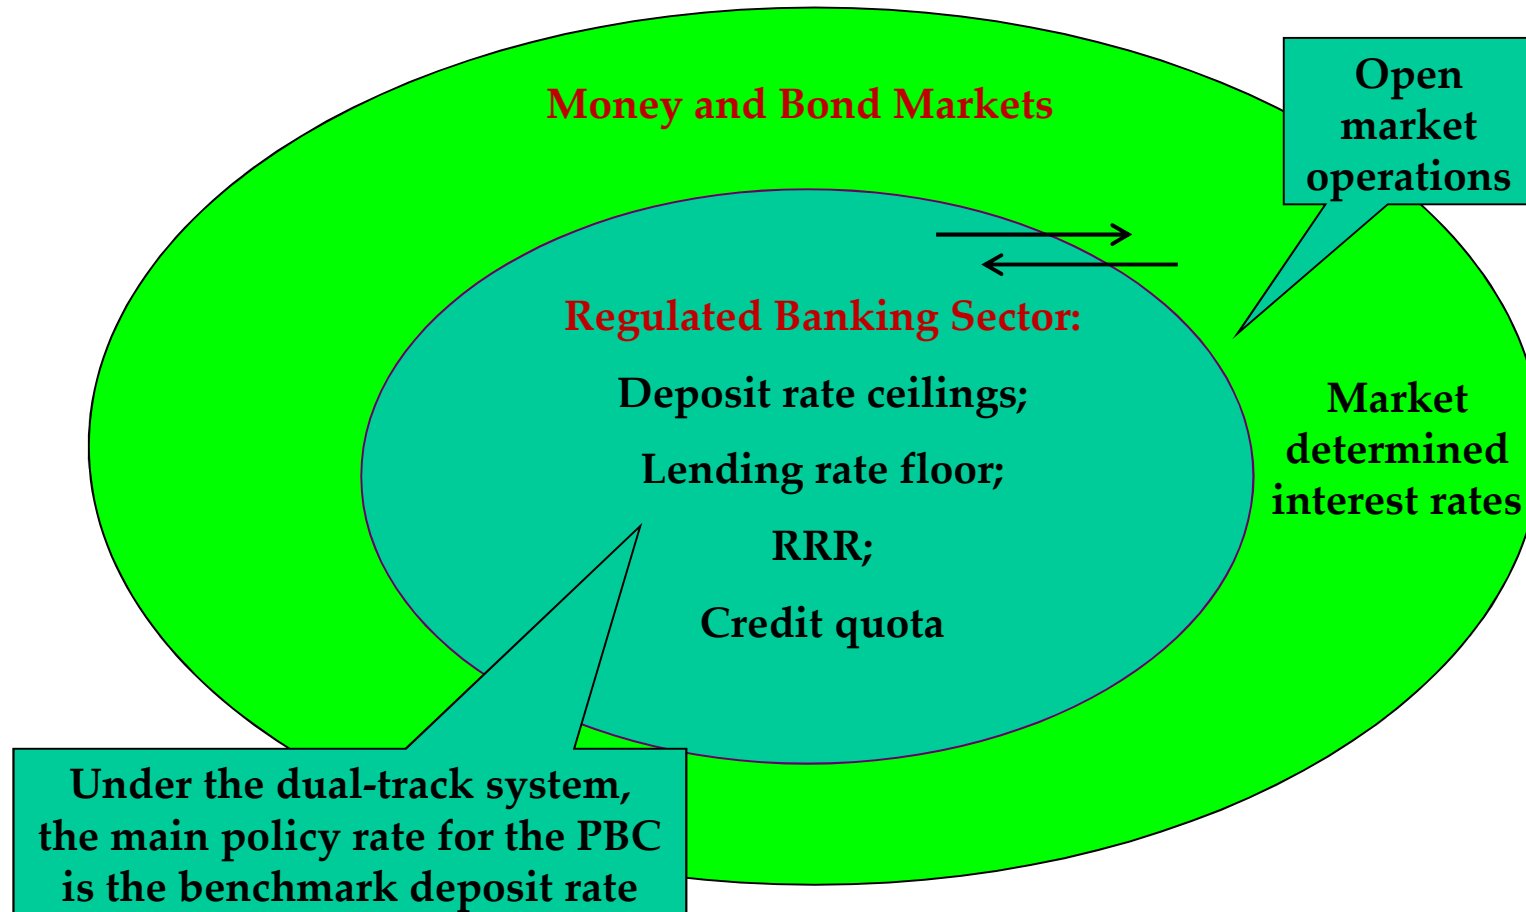 Money and Bond Markets
Open
market
operations
Regulated Banking Sector:
Deposit rate ceilings;
Lending rate floor;
RRR;
Credit quota
Market
determined
interest rates
Under the dual-track system,
the main policy rate for the PBC
is the benchmark deposit rate